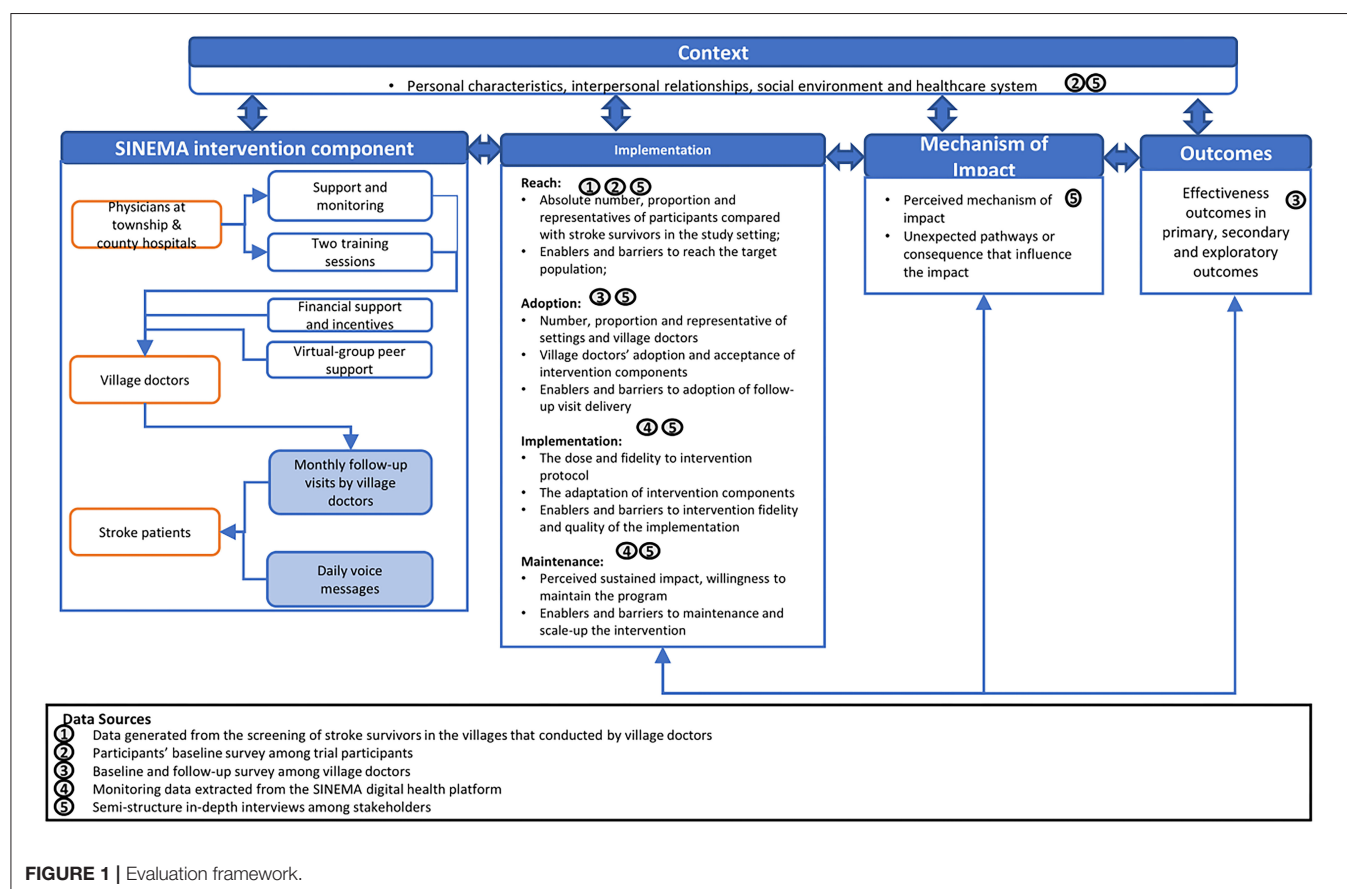 Context
• Personal characteristics, interpersonal relationships, social environment and healthcare system ② ⑤
SINEMA intervention component
Physicians at
township &
county hospitals
Support and
monitoring
Two training
sessions
Financial support
and incentives
Virtual-group peer
support
Village doctors
Monthly follow-up
visits by village
doctors
Stroke patients
Daily voice
messages
Implementation
Reach: ① ② ⑤
• Absolute number, proportion and
representatives of participants compared
with stroke survivors in the study setting;
• Enablers and barriers to reach the target
population;
Adoption: ③ ⑤
• Number, proportion and representative of
settings and village doctors
• Village doctors' adoption and acceptance of
intervention components
• Enablers and barriers to adoption of follow-
up visit delivery
④ ⑤
Implementation:
• The dose and fidelity to intervention
protocol
• The adaptation of intervention components
• Enablers and barriers to intervention fidelity
and quality of the implementation
Maintenance: ④ ⑤
• Perceived sustained impact, willingness to
maintain the program
• Enablers and barriers to maintenance and
scale-up the intervention
Mechanism of
Impact
• Perceived mechanism of ⑤
impact
• Unexpected pathways or
consequence that influence
the impact
Outcomes
Effectiveness
outcomes in ③
primary, secondary
and exploratory
outcomes
Data Sources
① Data generated from the screening of stroke survivors in the villages that conducted by village doctors
② Participants' baseline survey among trial participants
③ Baseline and follow-up survey among village doctors
④ Monitoring data extracted from the SINEMA digital health platform
⑤ Semi-structure in-depth interviews among stakeholders
FIGURE 1 | Evaluation framework.